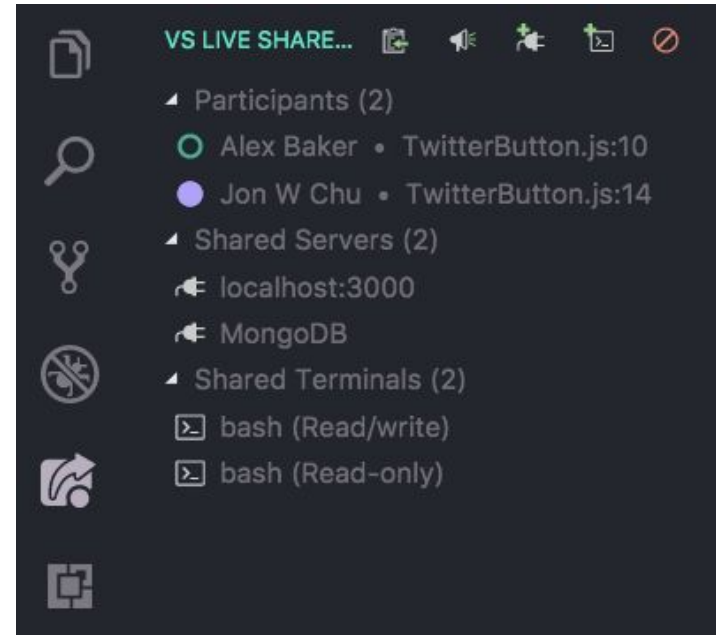 VS LIVE SHARE...
Participants (2)
Alex Baker • TwitterButton.js:10
Jon W Chu • TwitterButton.js:14
Shared Servers (2)
localhost:3000
MongoDB
Shared Terminals (2)
bash (Read/write)
bash (Read-only)